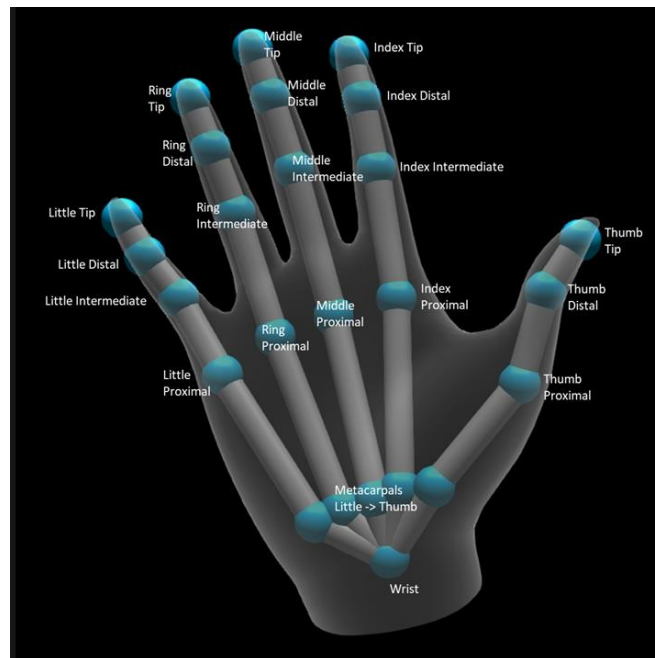 Middle
Tip
Index Tip
Ring
Tip
Middle
Distal
Index Distal
Ring
Distal
Middle
Intermediate
Index Intermediate
Little Tip
Ring
Intermediate
Thumb
Tip
Little Distal
Little Intermediate
Thumb
Distal
Index
Proximal
Middle
Proximal
Ring
Proximal
Little
Proximal
Thumb
Proximal
Metacarpals
Little -> Thumb
Wrist